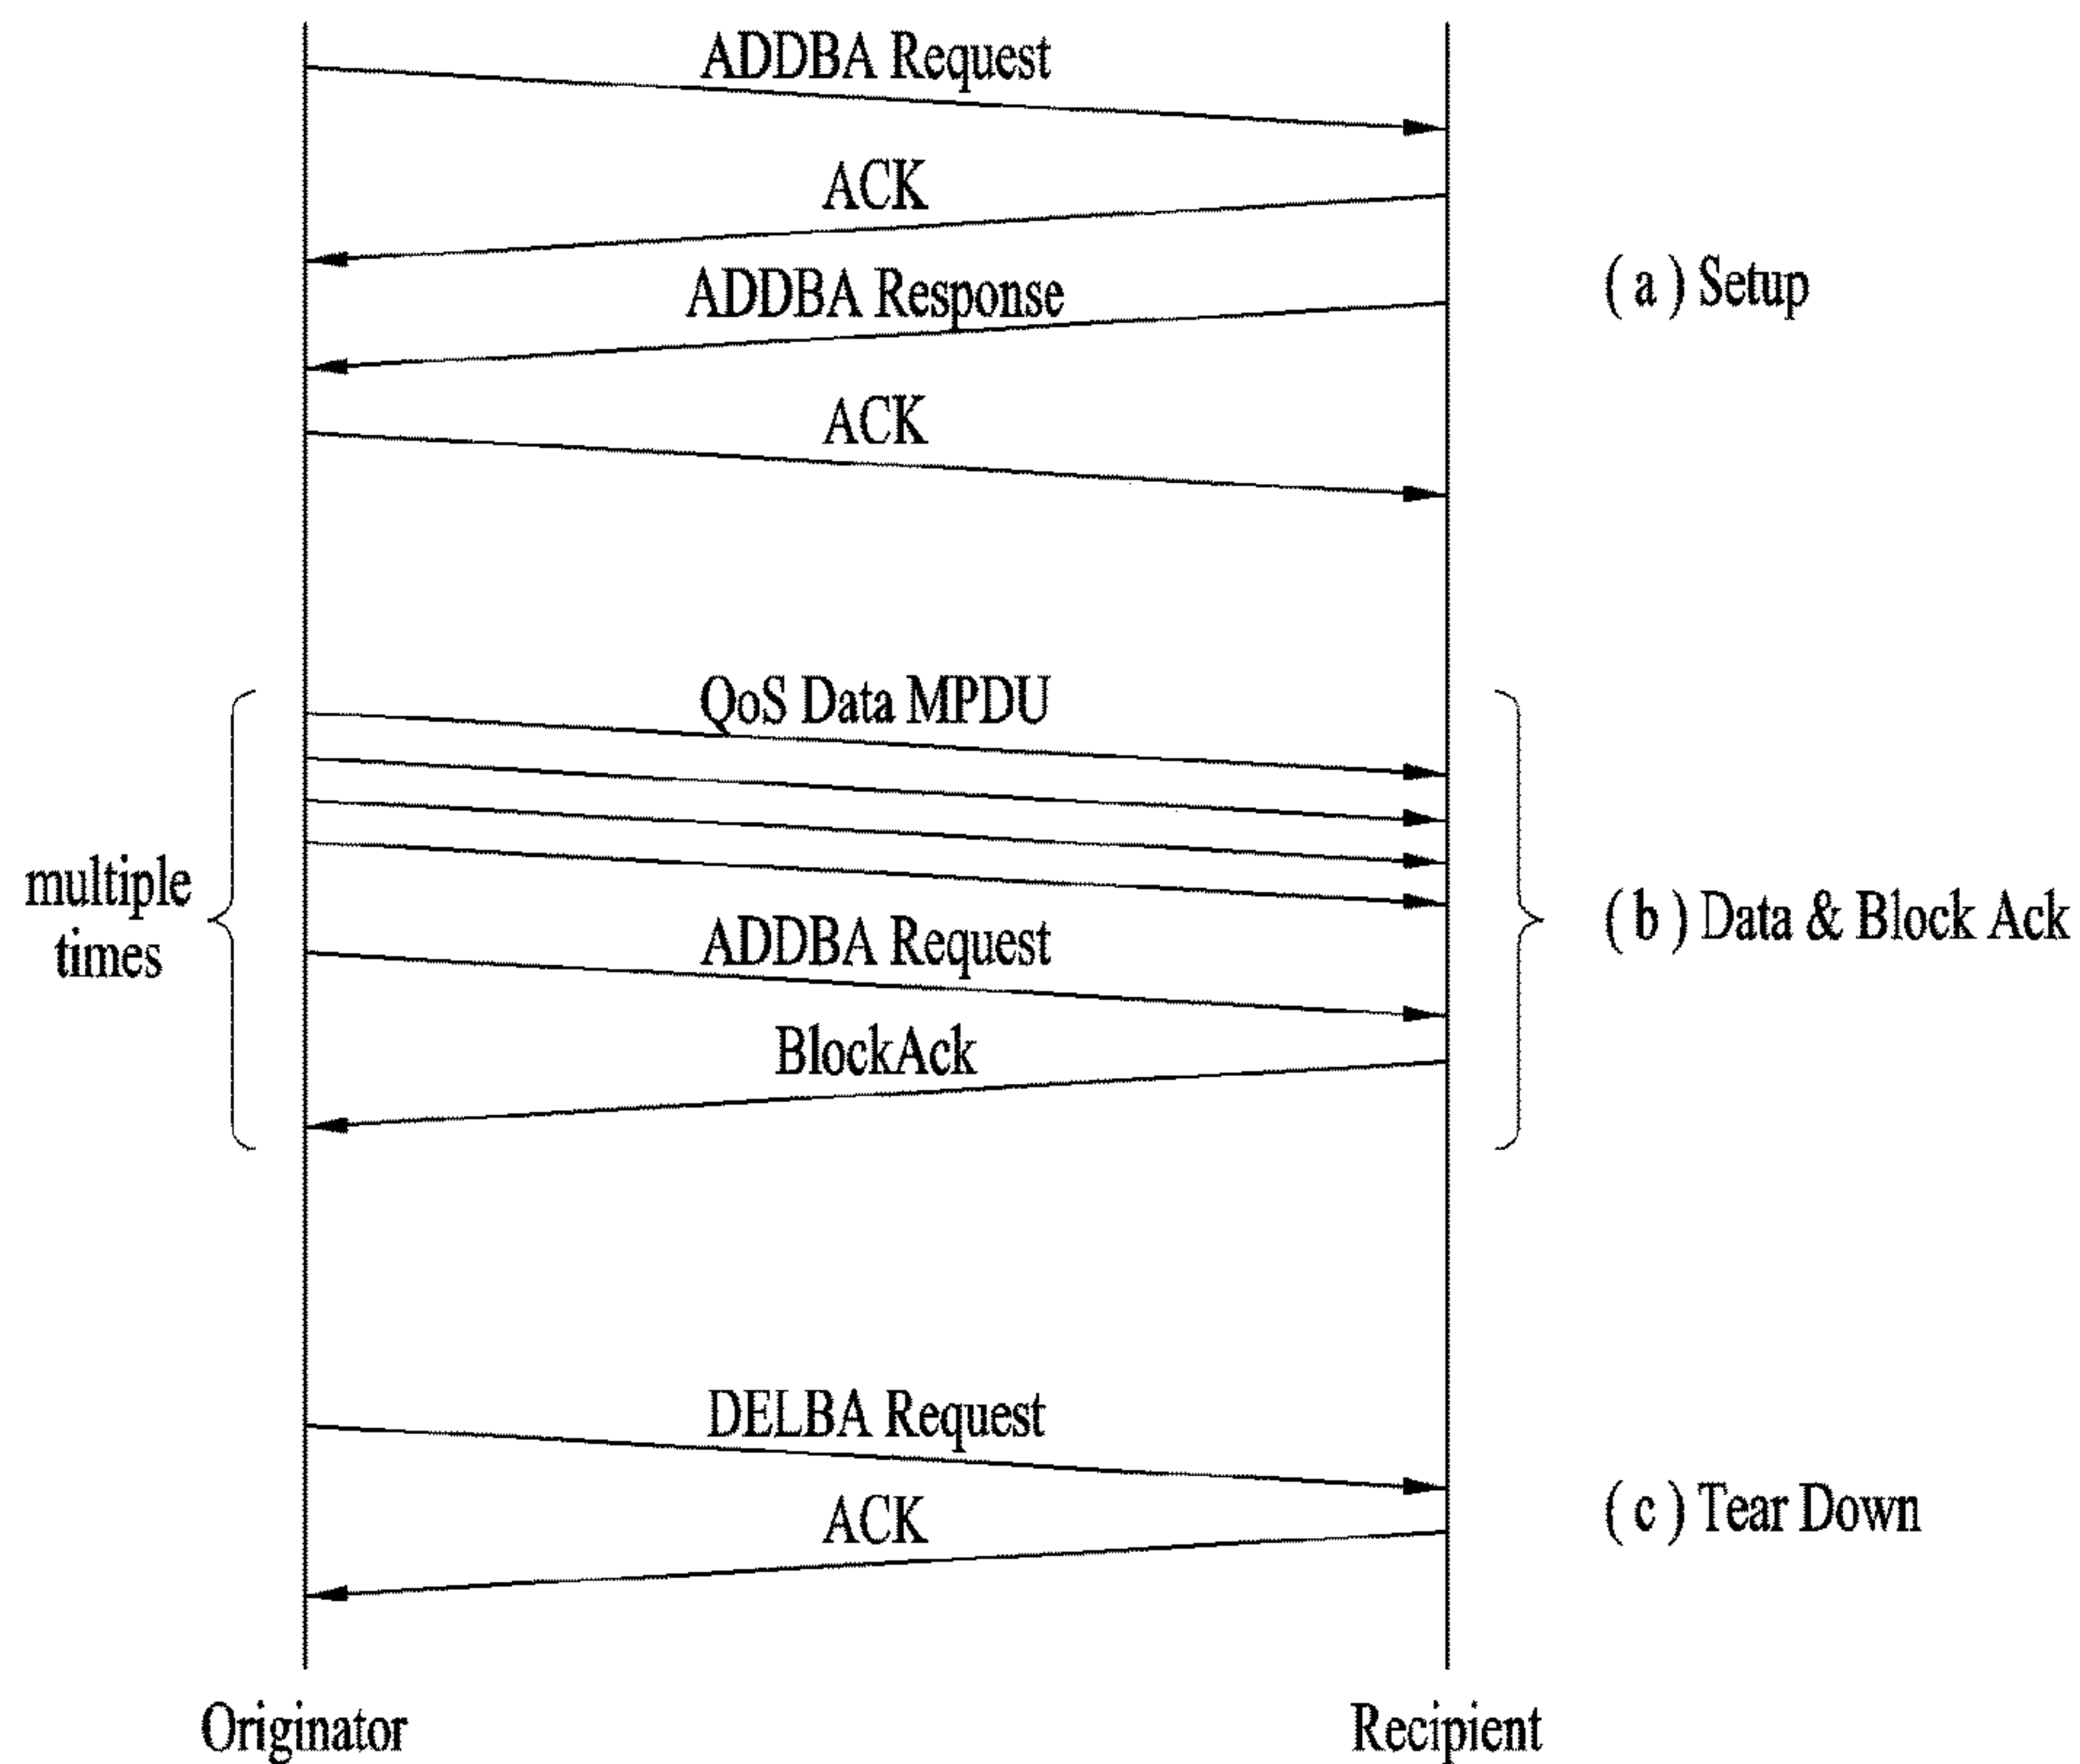 ADDBA Request
ACK
ADDBA Response
( a ) Setup
ACK
QoS Data MPDU
multiple
times
ADDBA Request
( b ) Data & Block Ack
BlockAck
DELBA Request
ACK
( c ) Tear Down
Originator
Recipient